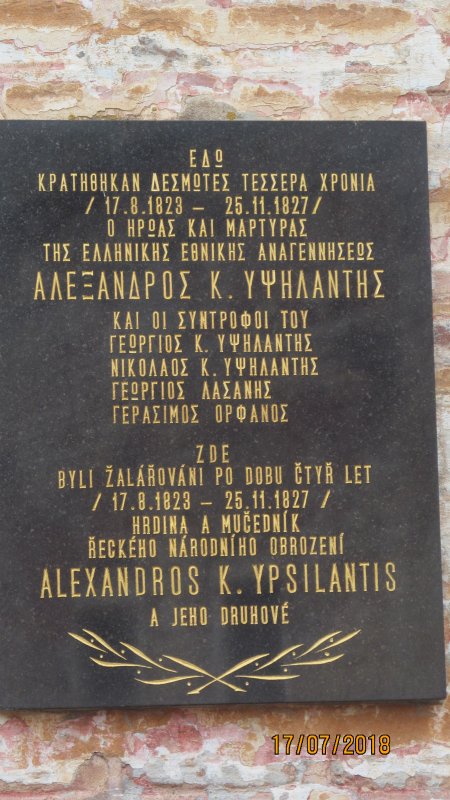 ΕΔΩ
ΚΡΑΤΗΘΗΚΑΝ ΔΕΣΜΩΤΕΣ ΤΕΣΣΕΡΑ ΧΡΟΝΙΑ
/ 17.8.1823 – 25.11.1827/
Ο ΗΡΩΑΣ ΚΑΙ ΜΑΡΤΥΡΑΣ
ΤΗΣ ΕΛΛΗΝΙΚΗΣ ΕΘΝΙΚΗΣ ΑΝΑΓΕΝΝΗΣΕΩΣ
ΑΛΕΞΑΝΔΡΟΣ Κ. ΥΨΗΛΑΝΤΗΣ
ΚΑΙ ΟΙ ΣΥΝΤΡΟΦΟΙ ΤΟΥ
ΓΕΩΡΓΙΟΣ Κ. ΥΨΗΛΑΝΤΗΣ
ΝΙΚΟΛΑΟΣ Κ. ΥΨΗΛΑΝΤΗΣ
ΓΕΩΡΓΙΟΣ ΛΑΣΑΝΗΣ
ΓΕΡΑΣΙΜΟΣ ΟΡΦΑΝΟΣ
ZDE
BYLI ŽALÁŘOVÁNI PO DOBU ČTYŘ LET
/ 17.8.1823 – 25.11.1827 /
HRDINA A MUČEDNÍK
ŘECKÉHO NÁRODNÍHO OBROZENÍ
ALEXANDROS K. YPSILANTIS
A JEHO DRUHOVÉ
17/07/2018